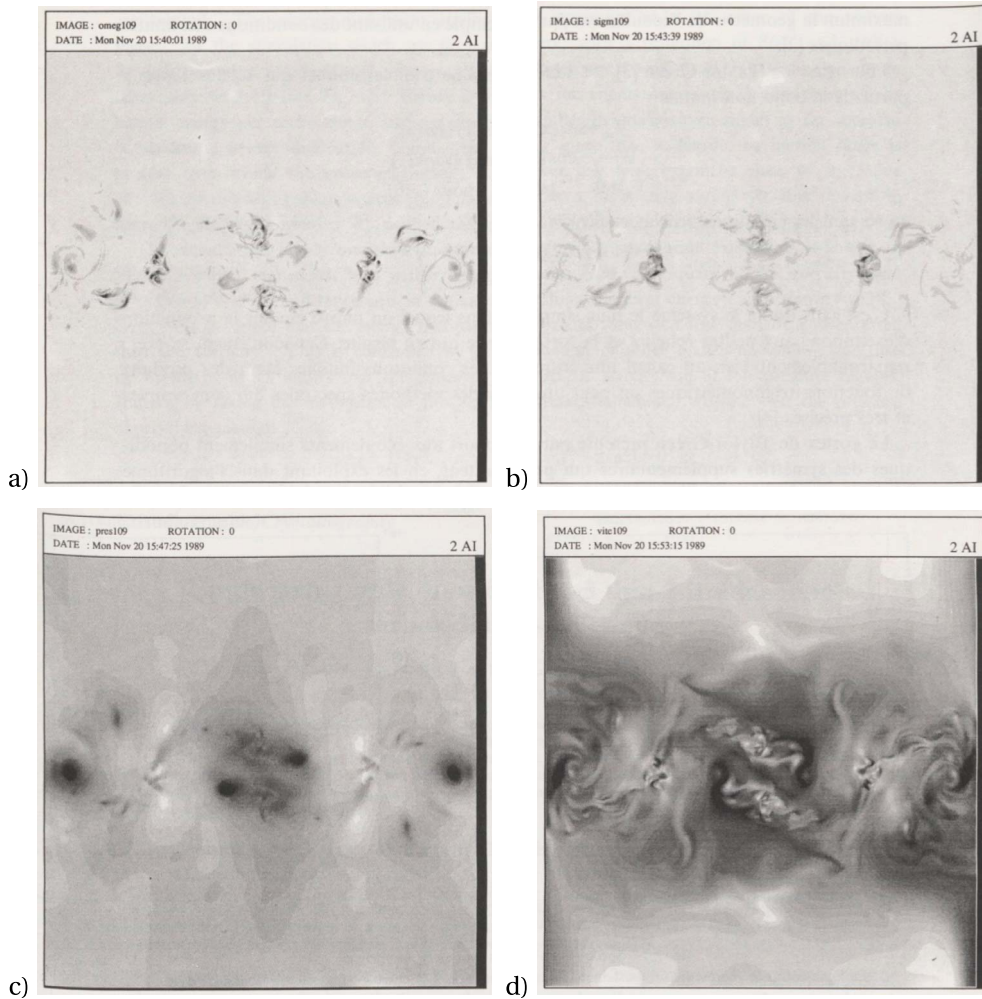 IMAGE : omeg109 ROTATION : 0
DATE : Mon Nov 20 15:40:01 1989 2 AI
a)
IMAGE : sigm109 ROTATION : 0
DATE : Mon Nov 20 15:43:39 1989 2 AI
b)
IMAGE : pres109 ROTATION : 0
DATE : Mon Nov 20 15:47:25 1989 2 AI
c)
IMAGE : vite109 ROTATION : 0
DATE : Mon Nov 20 15:53:15 1989 2 AI
d)